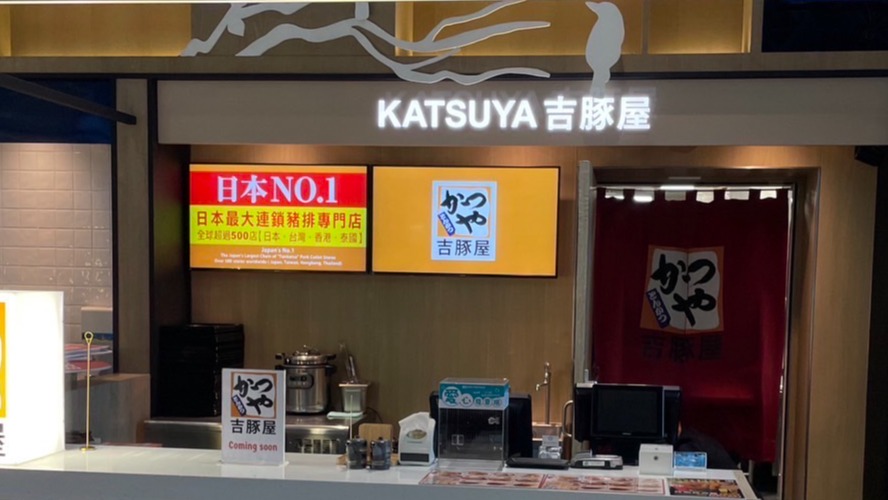 KATSUYA 吉豚屋
日本NO.1
日本最大連鎖豬排專門店
全球超過500店【日本、台灣、香港、泰國】
Japan's No.1
かつや
吉豚屋
かつや
吉豚屋
かつや
吉豚屋
Coming soon
愛心